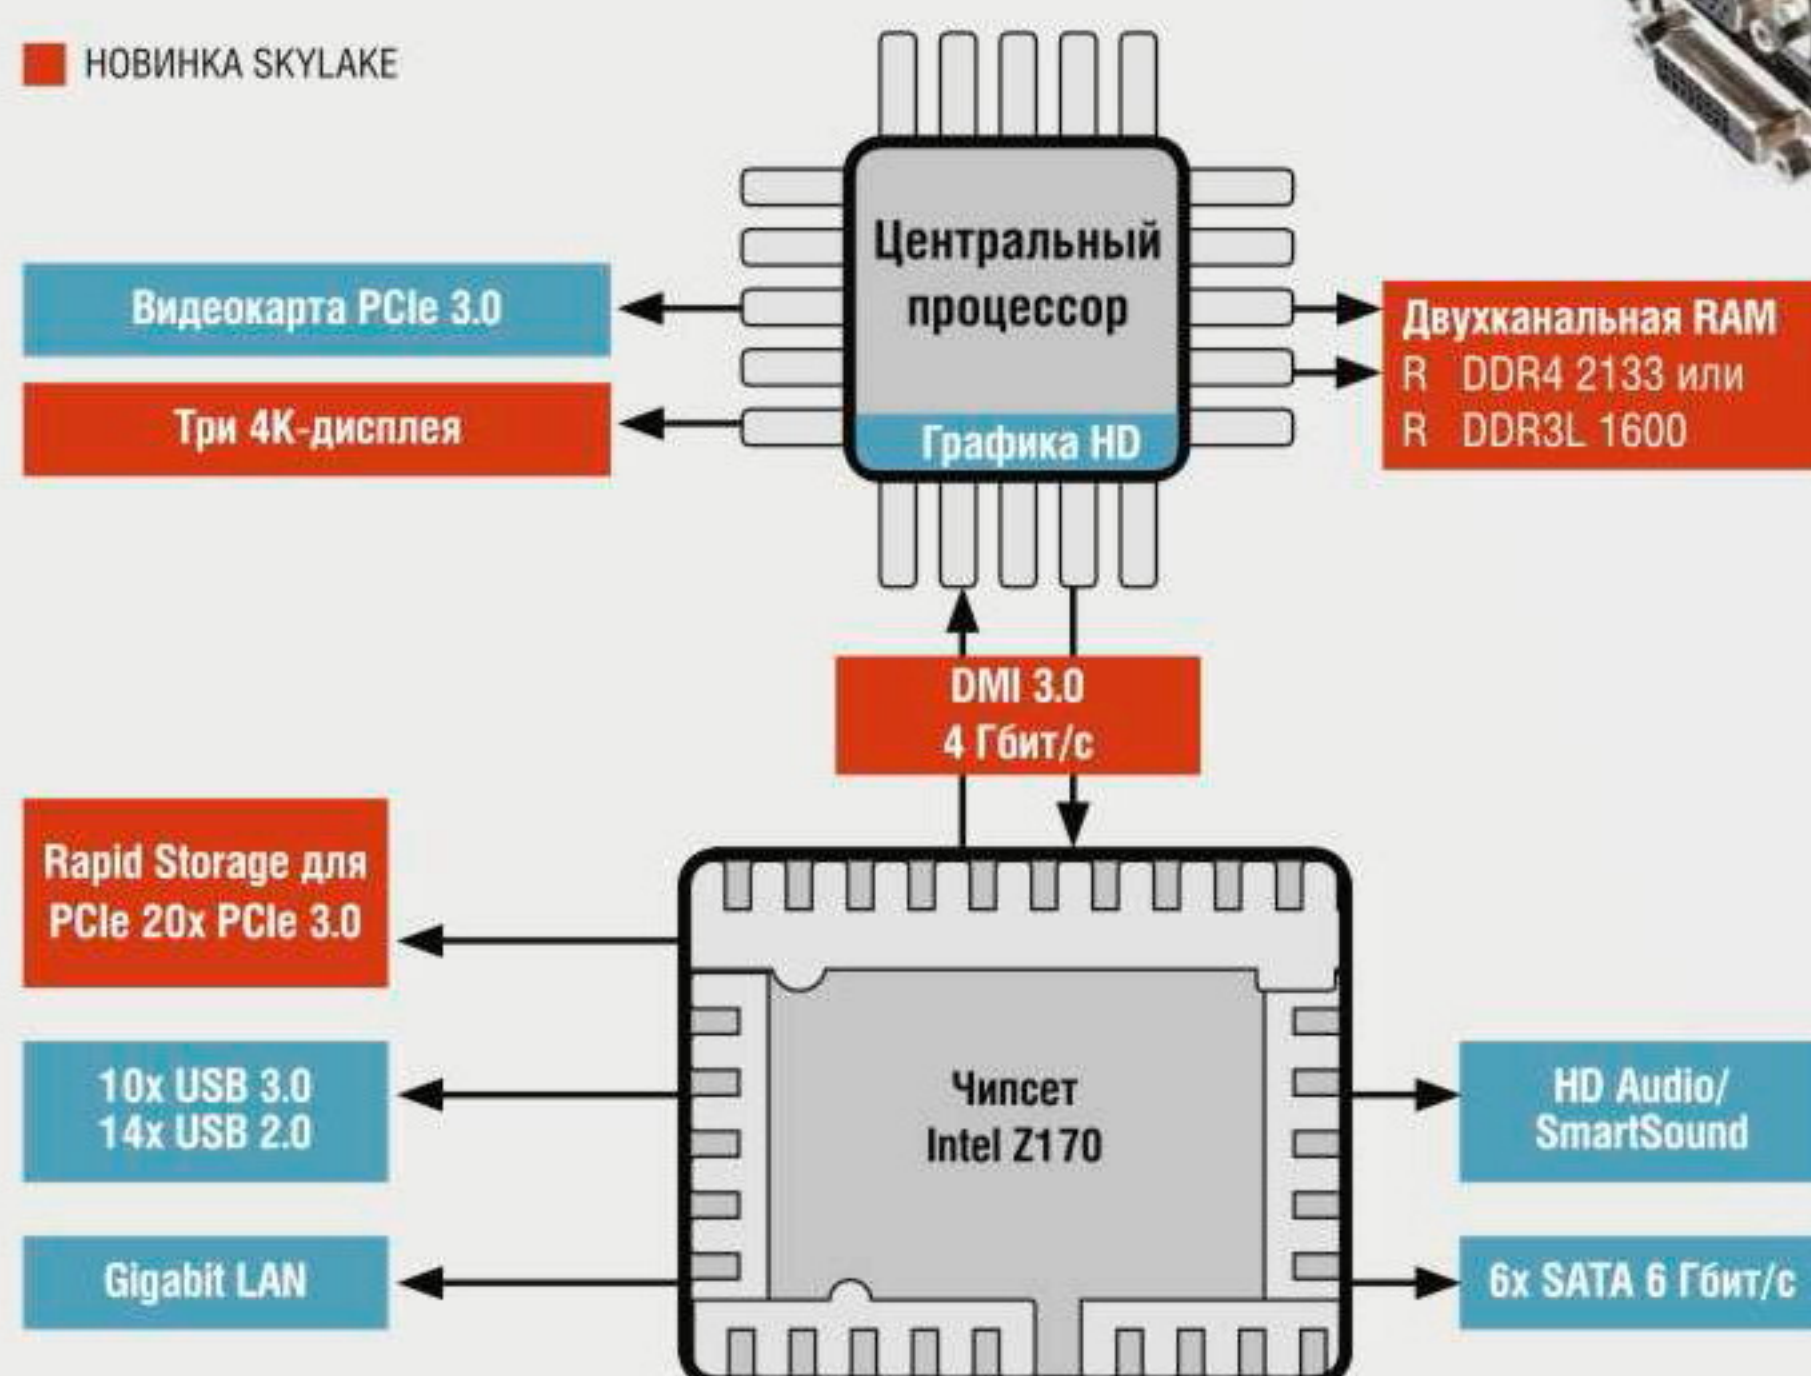 НОВИНКА SKYLAKE
Центральный
процессор
Графика HD
Видеокарта PCIe 3.0
Три 4K-дисплея
Двухканальная RAM
R DDR4 2133 или
R DDR3L 1600
DMI 3.0
4 Гбит/с
Rapid Storage для
PCIe 20x PCIe 3.0
10x USB 3.0
14x USB 2.0
Gigabit LAN
Чипсет
Intel Z170
HD Audio/
SmartSound
6x SATA 6 Гбит/с